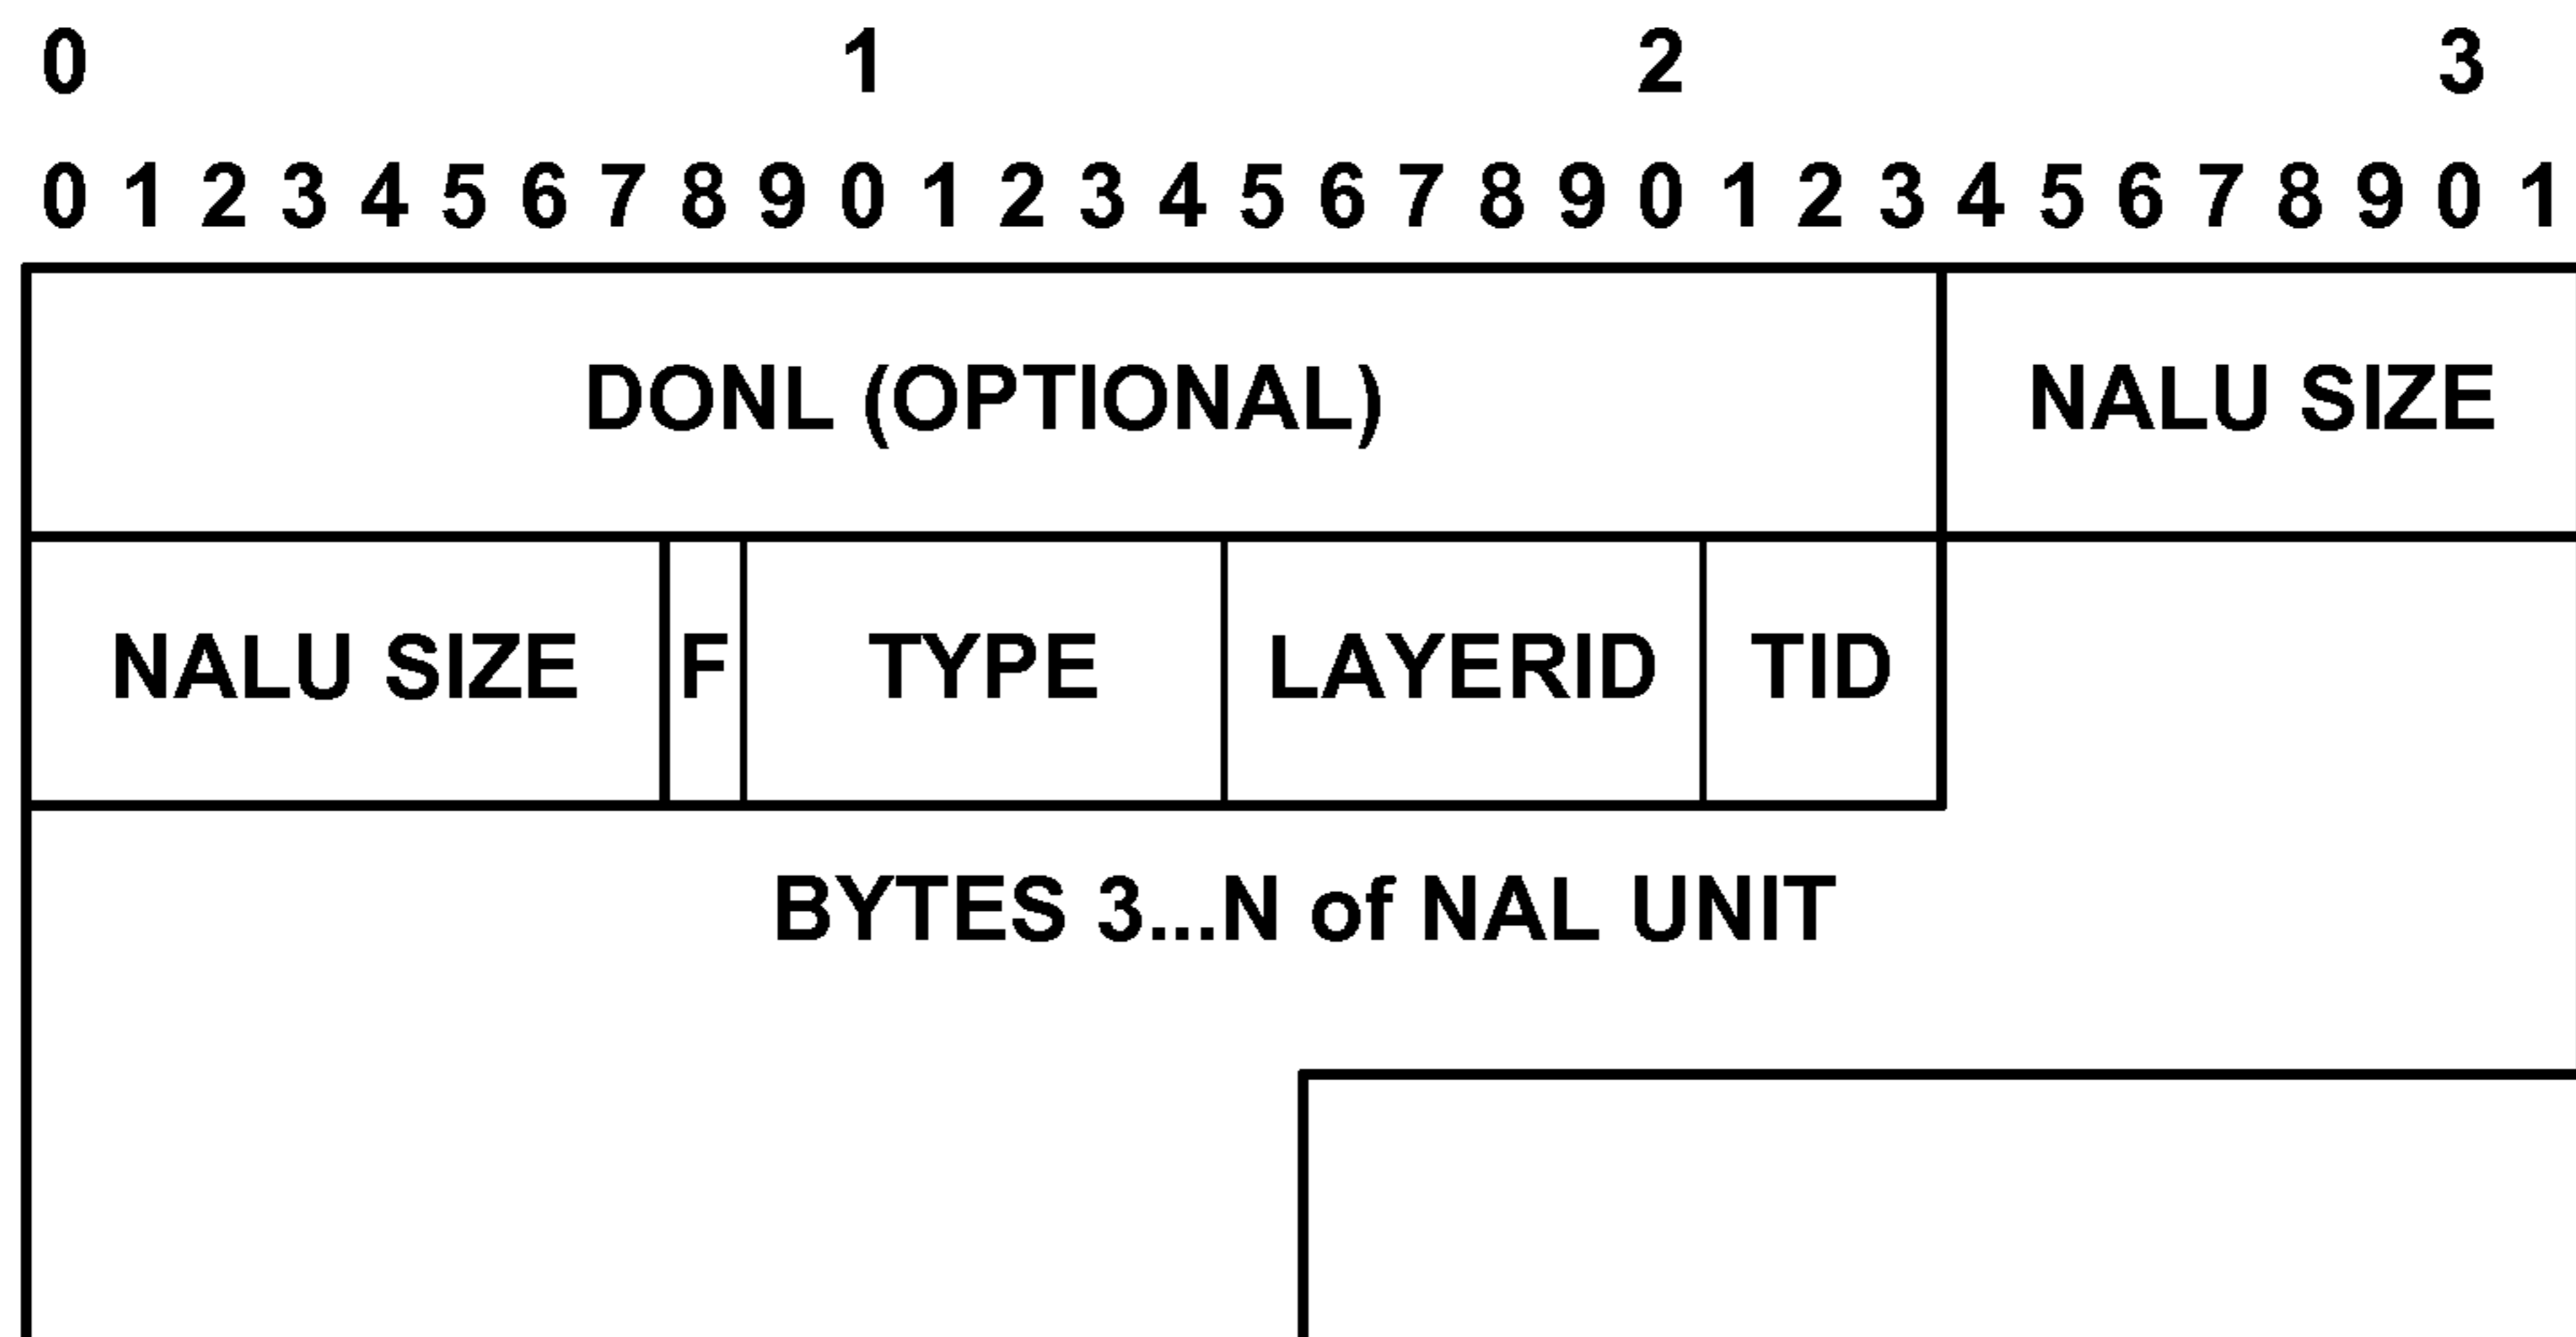 0 1 2 3
0 1 2 3 4 5 6 7 8 9 0 1 2 3 4 5 6 7 8 9 0 1 2 3 4 5 6 7 8 9 0 1
DONL (OPTIONAL) NALU SIZE
NALU SIZE F TYPE LAYERID TID
BYTES 3...N of NAL UNIT